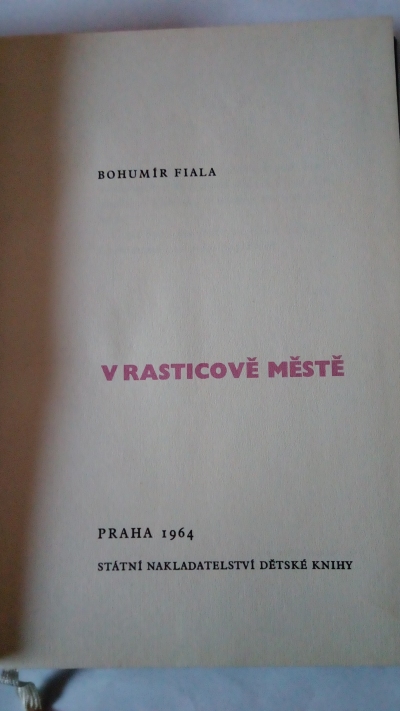 BOHUMÍR FIALA
V RASTICOVĚ MĚSTĚ
PRAHA 1964
STÁTNÍ NAKLADATELSTVÍ DĚTSKÉ KNIHY